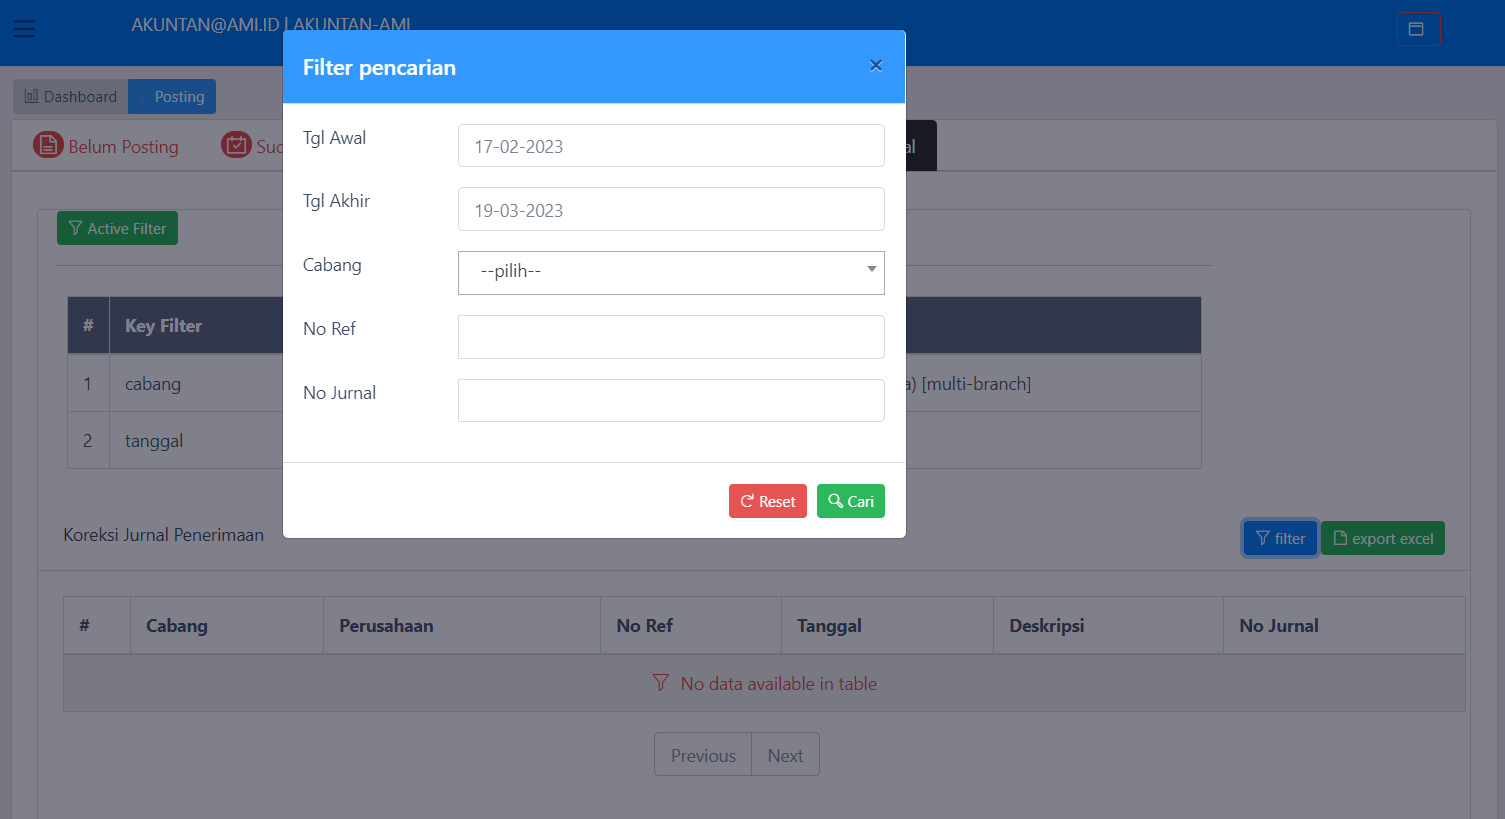 AKUNTAN@AMI.ID | AKUNTAN-AMI
Filter pencarian
Dashboard / Posting
Tgl Awal 17-02-2023
Belum Posting
Tgl Akhir 19-03-2023
Active Filter
Cabang --pilih--
No Ref
# Key Filter
No Jurnal
1 cabang [multi-branch]
2 tanggal
Reset Cari
Koreksi Jurnal Penerimaan filter export excel
# Cabang Perusahaan No Ref Tanggal Deskripsi No Jurnal
No data available in table
Previous Next